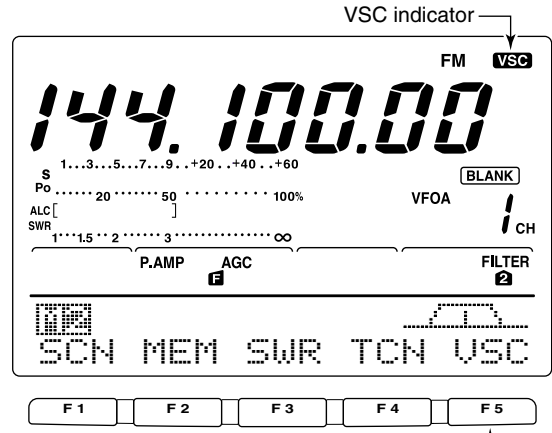 VSC indicator
FM VSC
144.100.00
S 1...3...5...7...9..+20..+40..+60
BLANK
Po 20 50 100%
VFOA
ALC
1 CH
SWR 1 1.5 2 3 ∞
P.AMP AGC FILTER
F 2
M2
SCN MEM SWR TCN VSC
F1 F2 F3 F4 F5